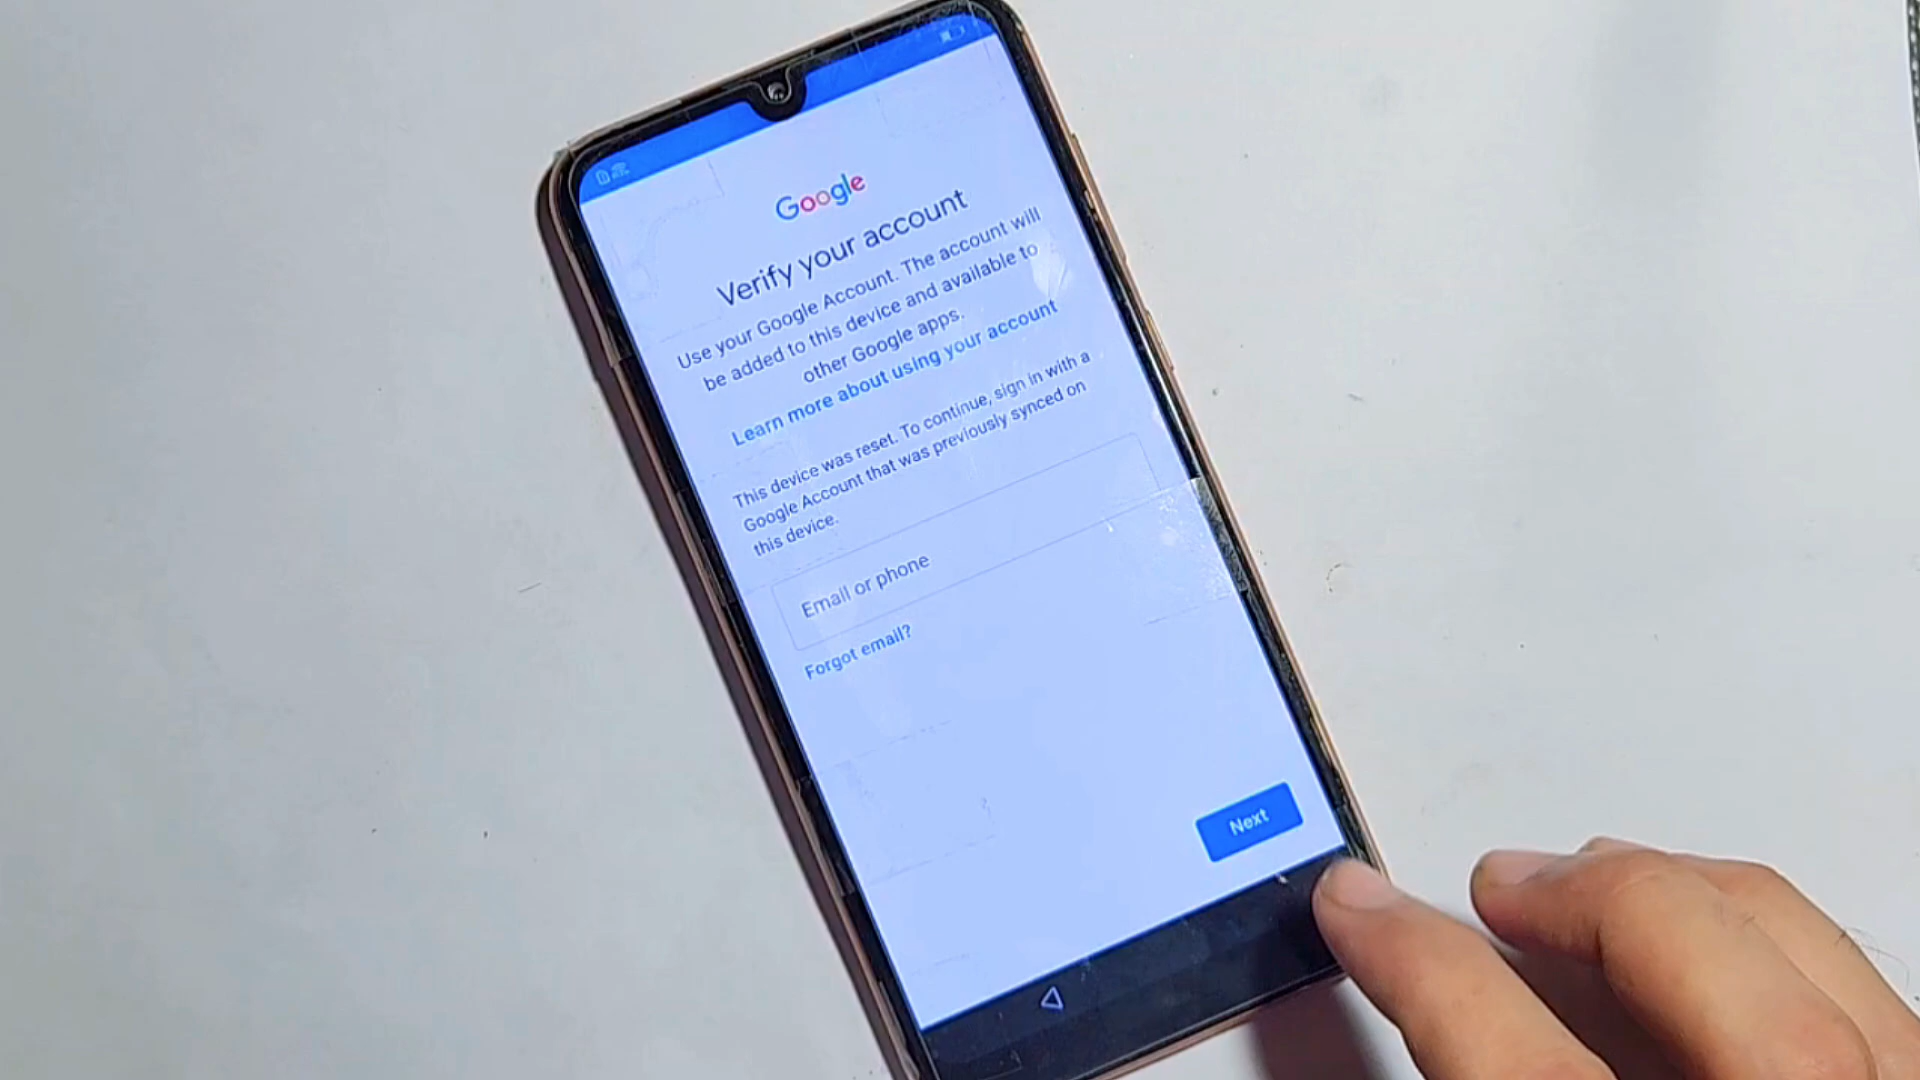 Google
Verify your account
Use your Google Account. The account will
be added to this device and available to
other Google apps.
Learn more about using your account
This device was reset. To continue, sign in with a
Google Account that was previously synced on
this device.
Email or phone
Forgot email?
Next